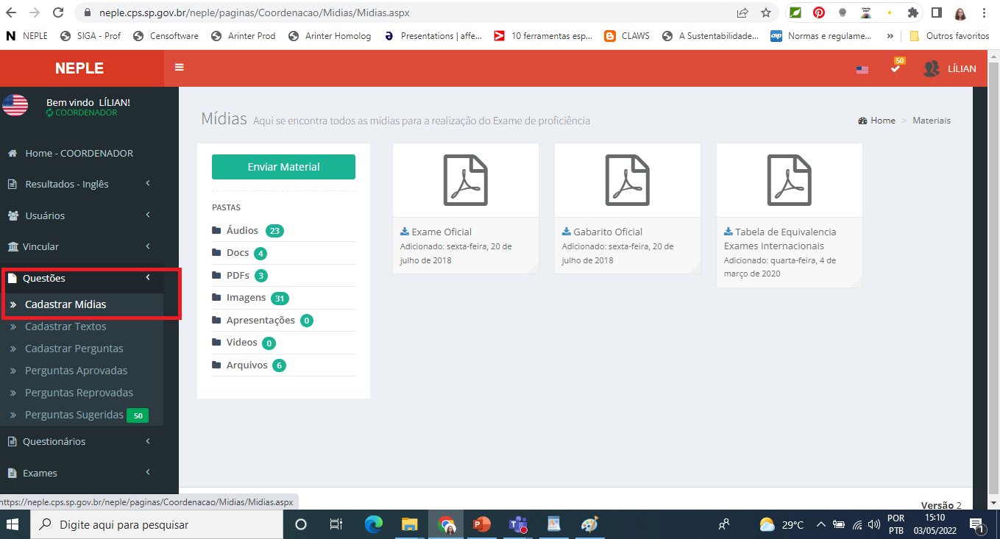 neple.cps.sp.gov.br/neple/paginas/Coordenacao/Midias/Midias.aspx
N NEPLE SIGA - Prof Censoftware Arinter Prod Arinter Homolog Presentations | affe... 10 ferramentas esp... CLAWS A Sustentabilidade... Normas e regulame... » Outros favoritos
NEPLE
50
LÍLIAN
Bem vindo LÍLIAN!
COORDENADOR
Home - COORDENADOR
Resultados - Inglês
Usuários
Vincular
Questões
Cadastrar Mídias
Cadastrar Textos
Cadastrar Perguntas
Perguntas Aprovadas
Perguntas Reprovadas
Perguntas Sugeridas 50
Questionários
Exames
Mídias Aqui se encontra todos as mídias para a realização do Exame de proficiência
Home > Materiais
Enviar Material
PASTAS
Áudios 23
Docs 4
PDFs 3
Imagens 31
Apresentações 0
Videos 0
Arquivos 6
Exame Oficial
Adicionado: sexta-feira, 20 de
julho de 2018
Gabarito Oficial
Adicionado: sexta-feira, 20 de
julho de 2018
Tabela de Equivalencia
Exames Internacionais
Adicionado: quarta-feira, 4 de
março de 2020
https://neple.cps.sp.gov.br/neple/paginas/Coordenacao/Midias/Midias.aspx
Versão 2
Digite aqui para pesquisar
29°C
POR
PTB
15:10
03/05/2022
1